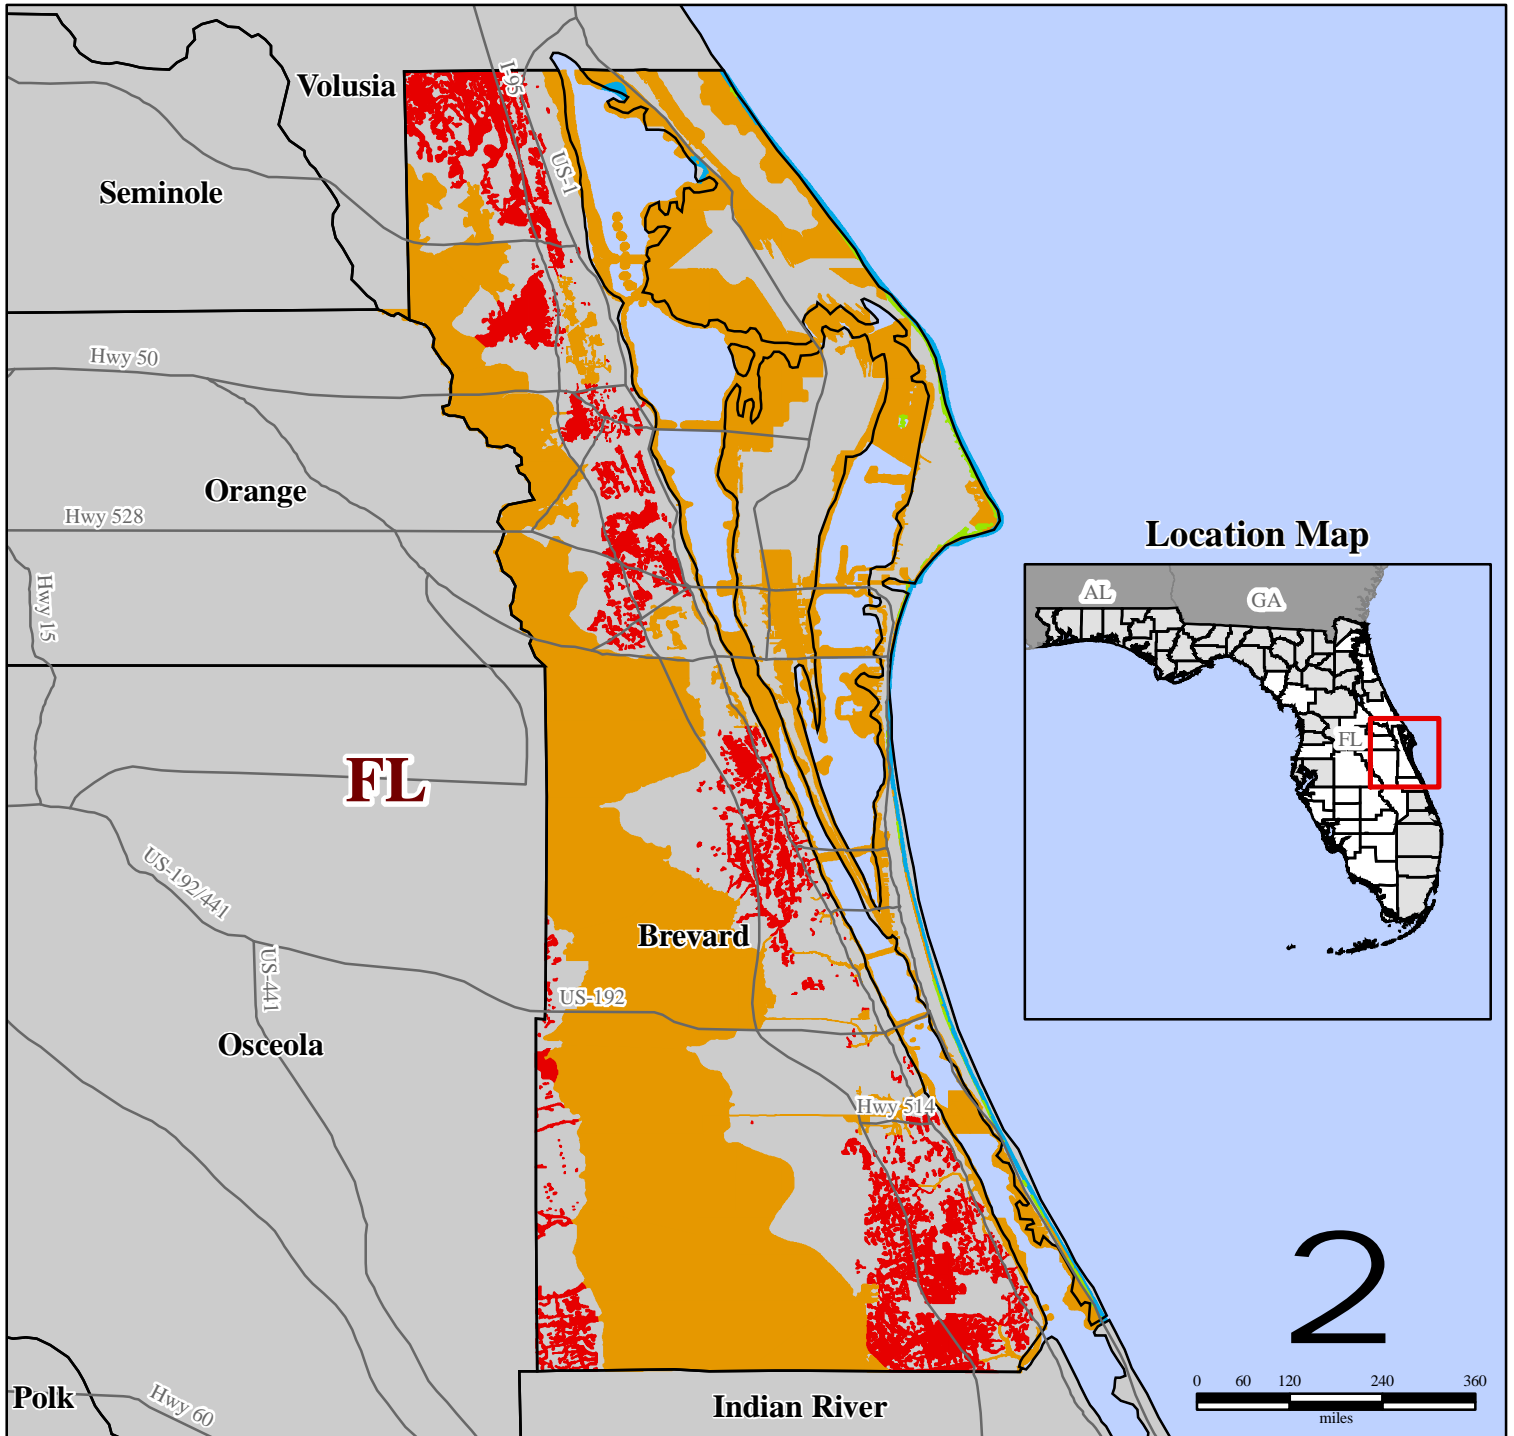 Volusia
I-95
US-1
Seminole
Hwy 50
Orange
Hwy 528
Hwy 15
Location Map
AL
GA
FL
FL
US-192/441
Brevard
US-441
US-192
Osceola
Hwy 514
2
0 60 120 240 360
miles
Polk
Hwy 60
Indian River